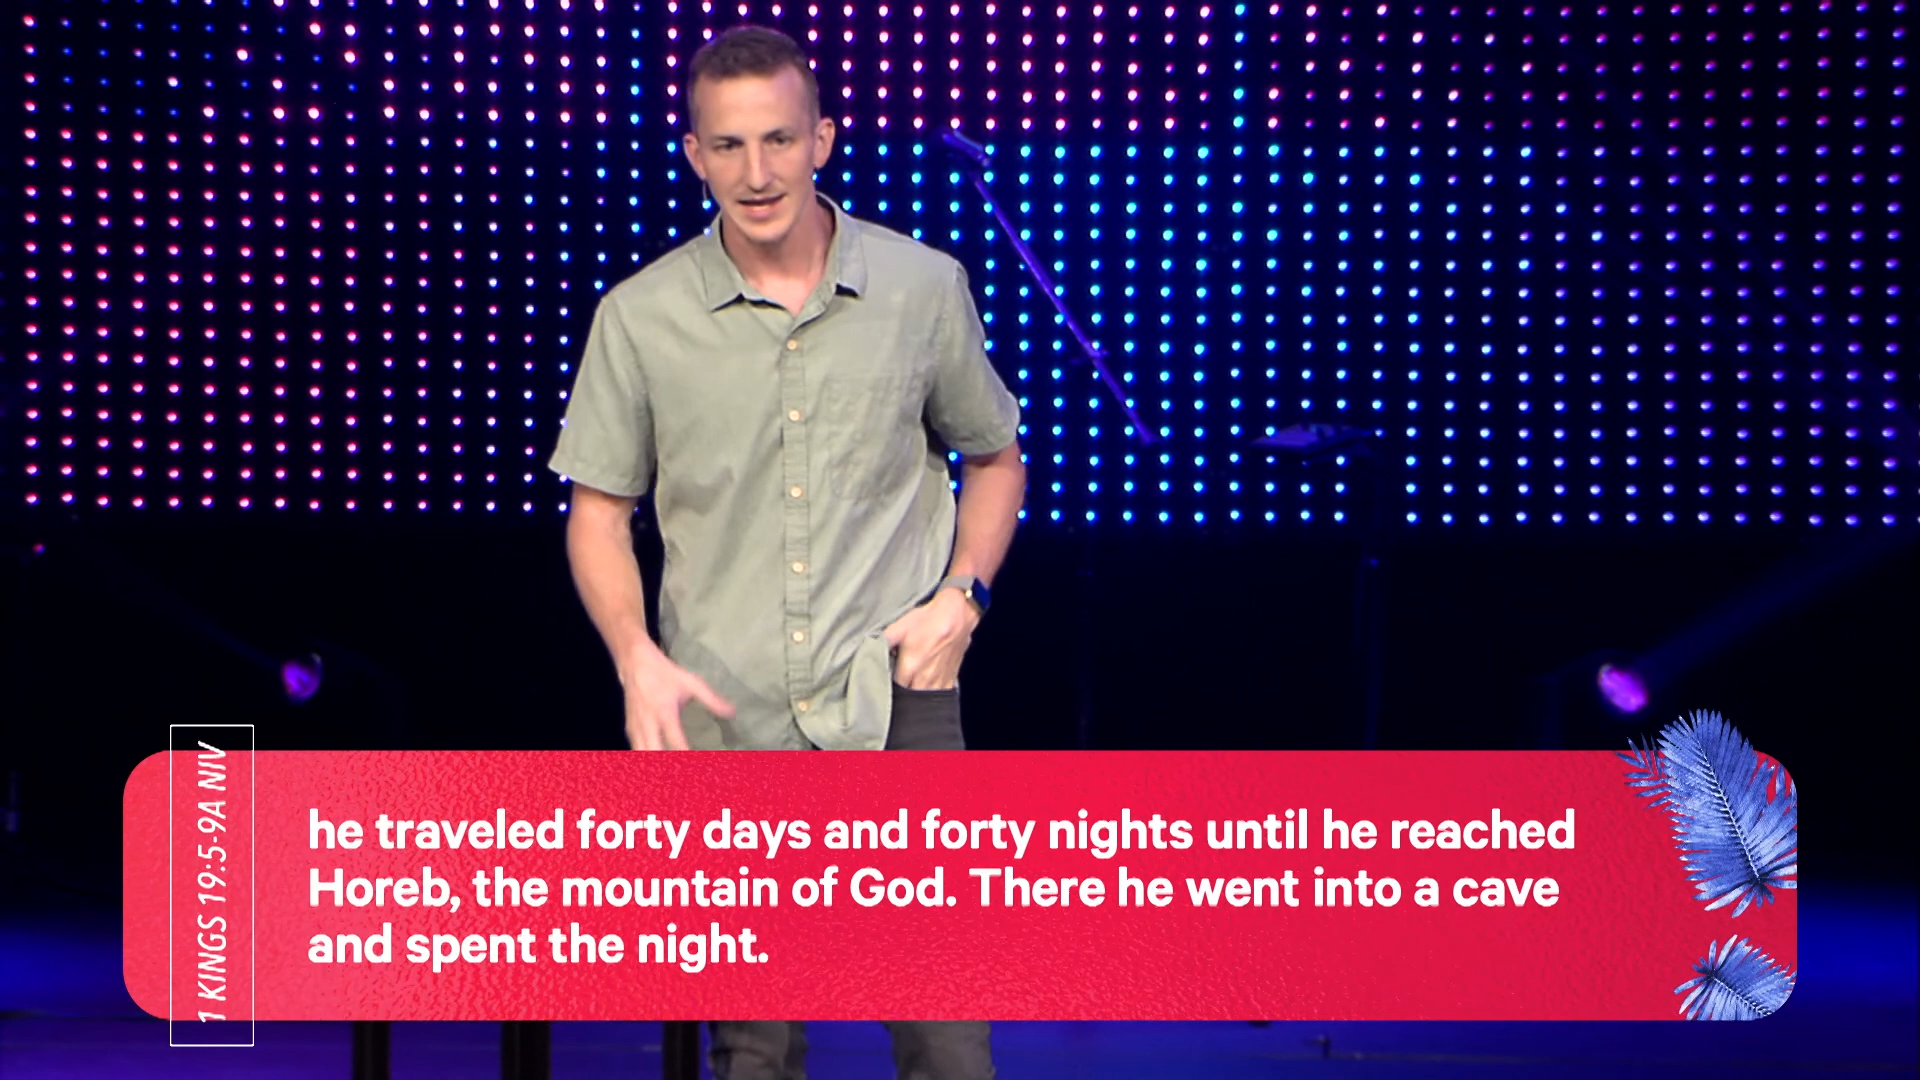 1 KINGS 19:5-9A NIV
he traveled forty days and forty nights until he reached
Horeb, the mountain of God. There he went into a cave
and spent the night.